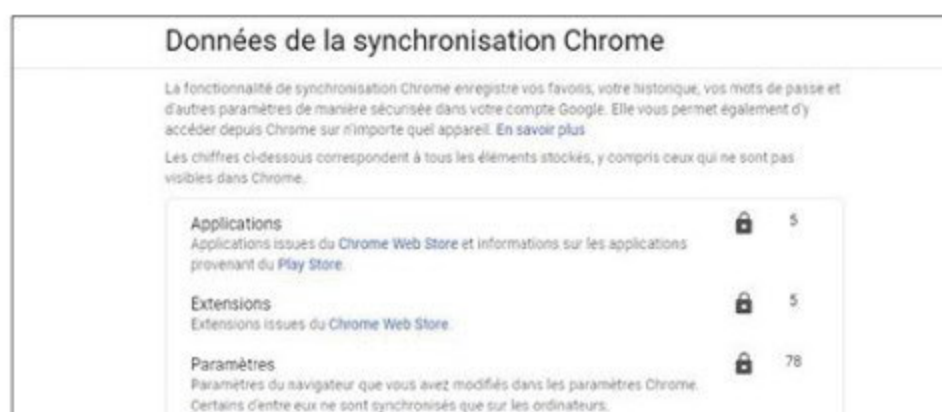 Données de la synchronisation Chrome
La fonctionnalité de synchronisation Chrome enregistre vos favoris, votre historique, vos mots de passe et
d'autres paramètres de manière sécurisée dans votre compte Google. Elle vous permet également d'y
accéder depuis Chrome sur n'importe quel appareil. En savoir plus
Les chiffres ci-dessous correspondent à tous les éléments stockés, y compris ceux qui ne sont pas
visibles dans Chrome.
Applications 5
Applications issues du Chrome Web Store et informations sur les applications
provenant du Play Store.
Extensions 5
Extensions issues du Chrome Web Store.
Paramètres 78
Paramètres du navigateur que vous avez modifiés dans les paramètres Chrome.
Certains d'entre eux ne sont synchronisés que sur les ordinateurs.